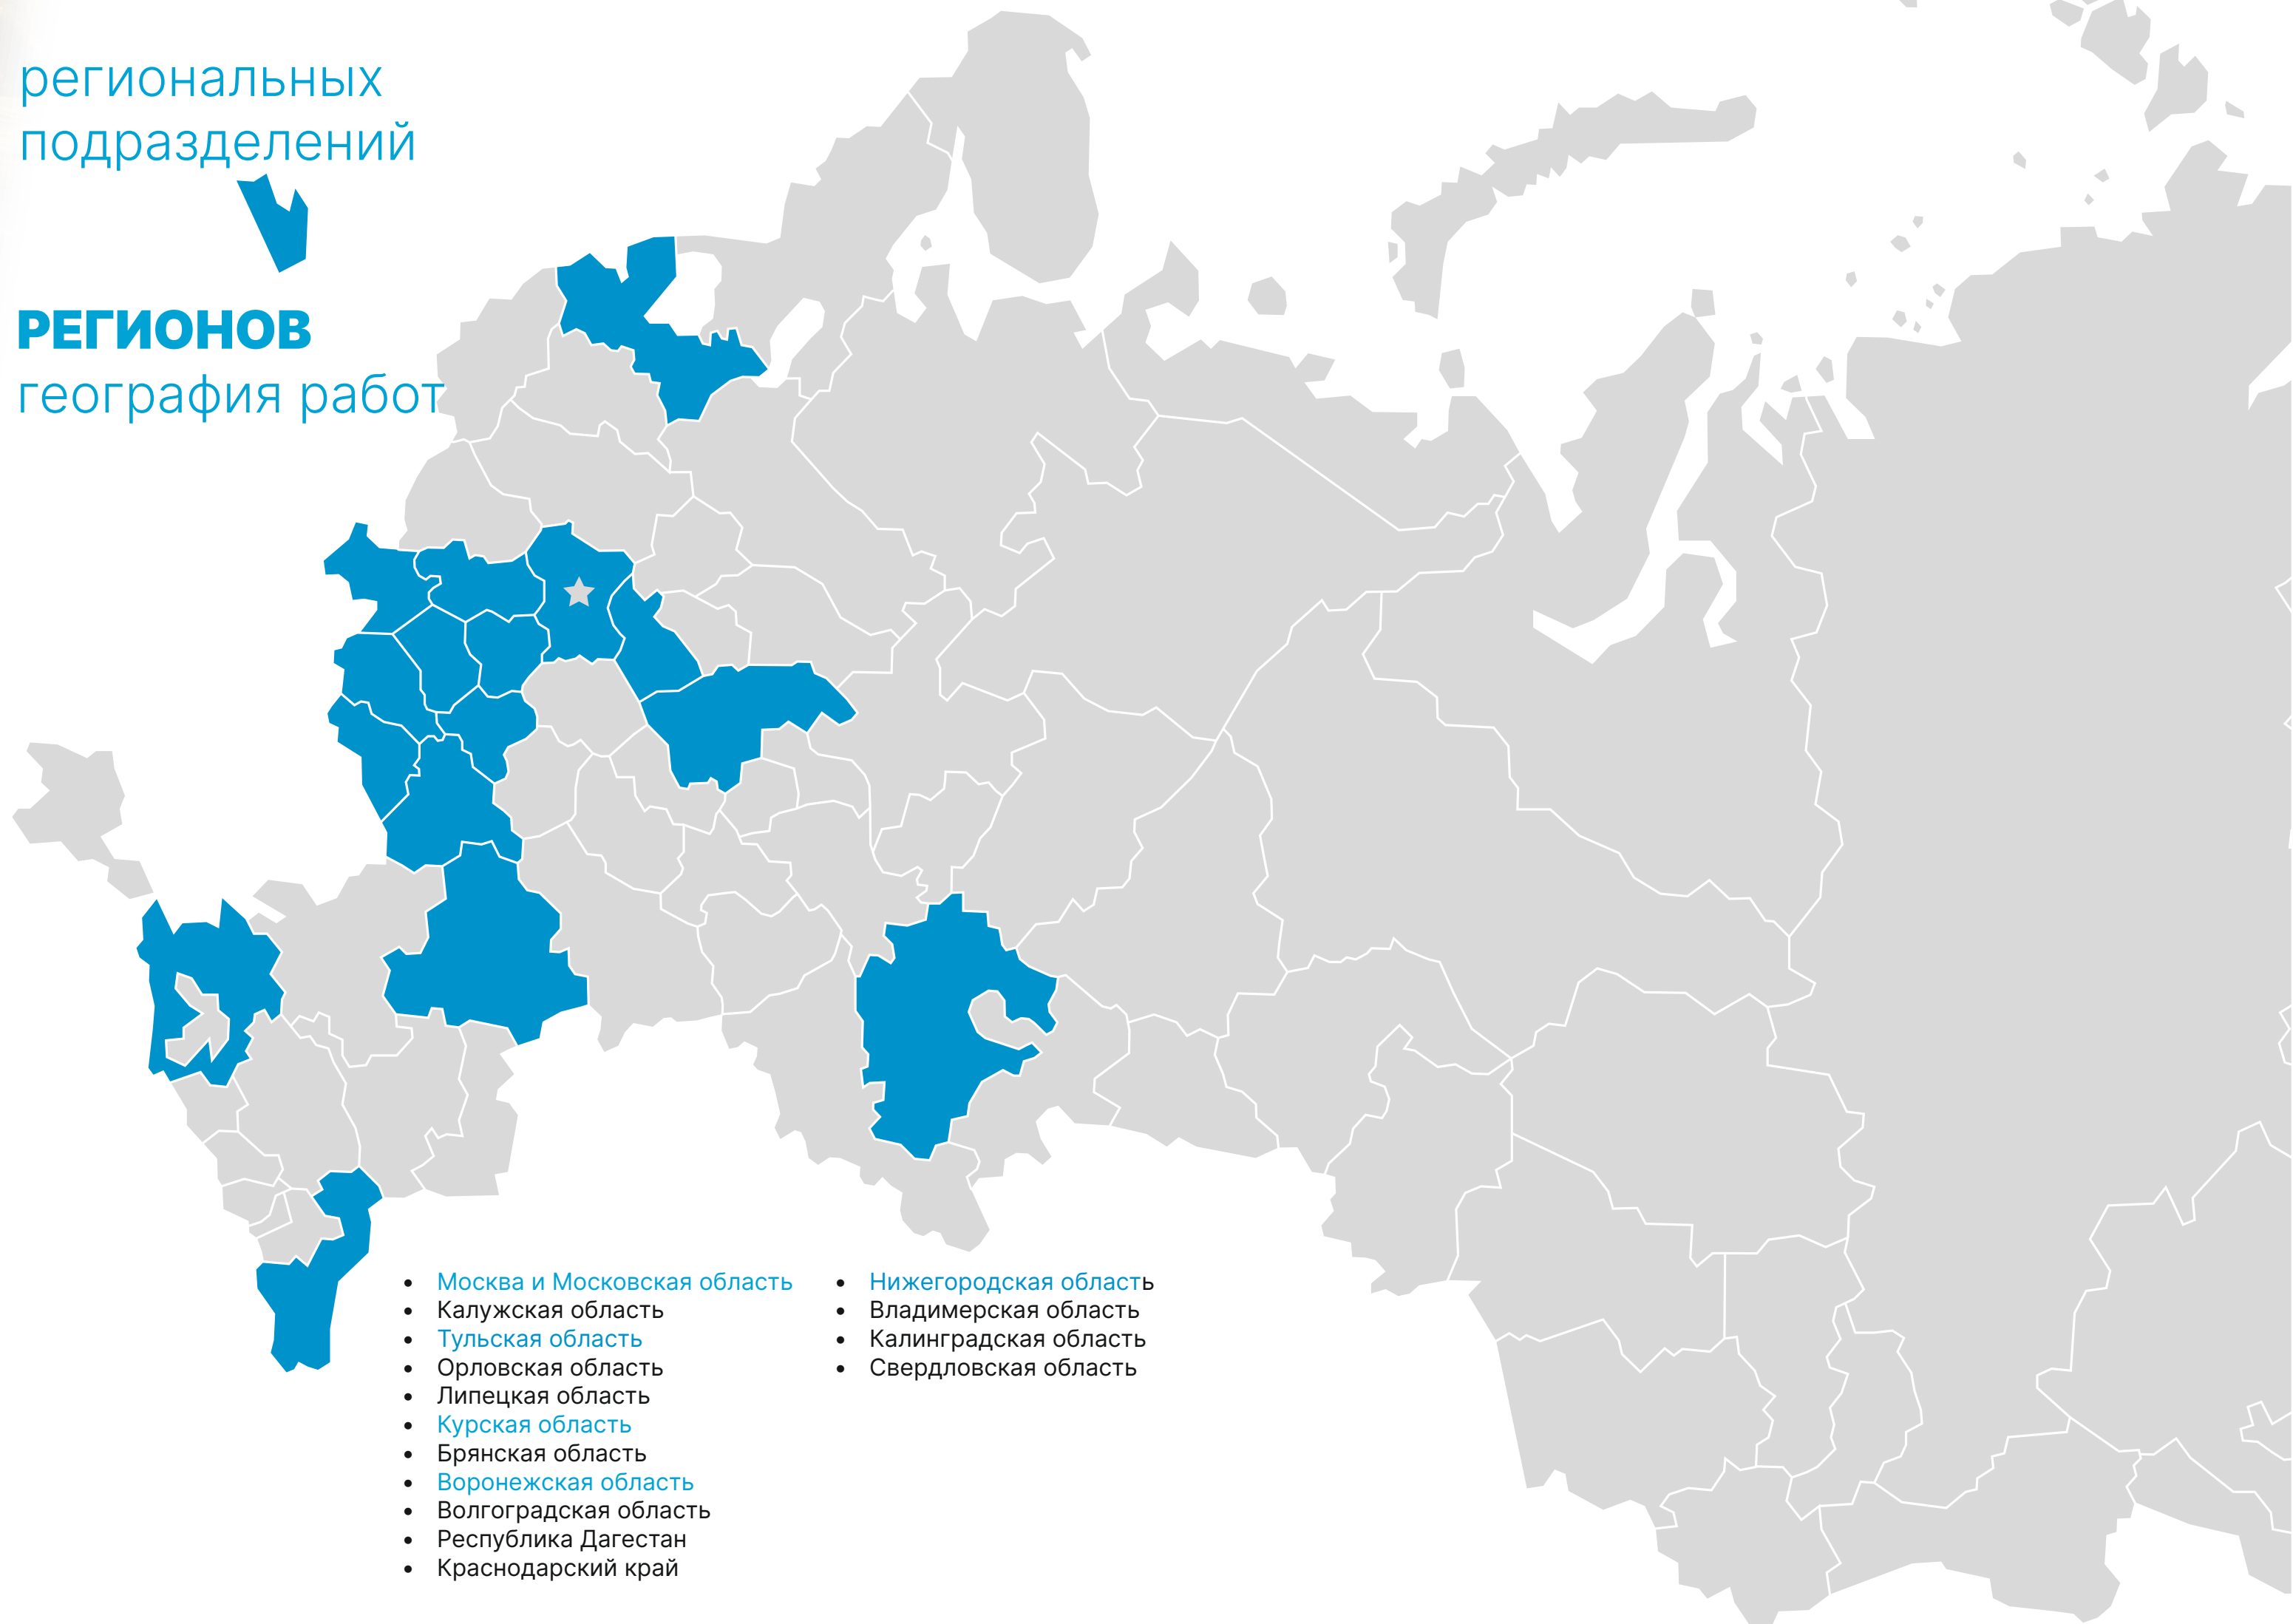 региональных
подразделений
РЕГИОНОВ
география работ
• Москва и Московская область
• Калужская область
• Тульская область
• Орловская область
• Липецкая область
• Курская область
• Брянская область
• Воронежская область
• Волгоградская область
• Республика Дагестан
• Краснодарский край
• Нижегородская область
• Владимерская область
• Калинградская область
• Свердловская область